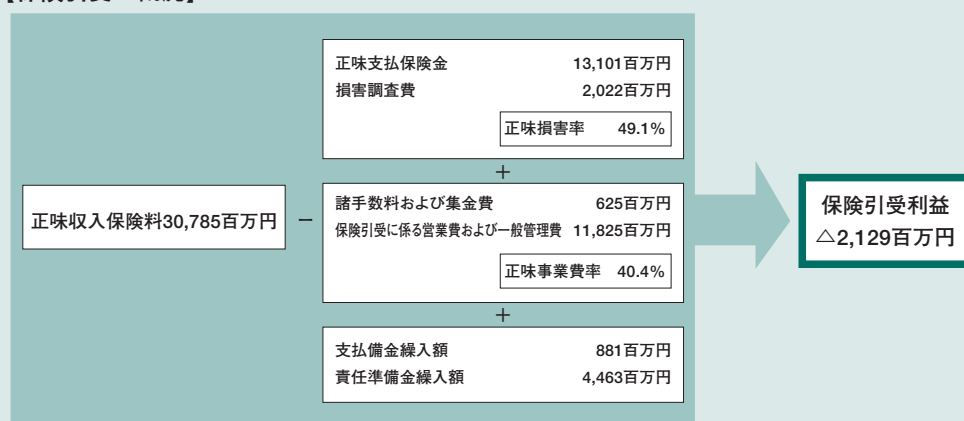 正味支払保険金 13,101百万円
損害調査費 2,022百万円
正味損害率 49.1%
+
正味収入保険料30,785百万円
−
諸手数料および集金費 625百万円
保険引受に係る営業費および一般管理費 11,825百万円
正味事業費率 40.4%
+
支払備金繰入額 881百万円
責任準備金繰入額 4,463百万円
保険引受利益
△2,129百万円